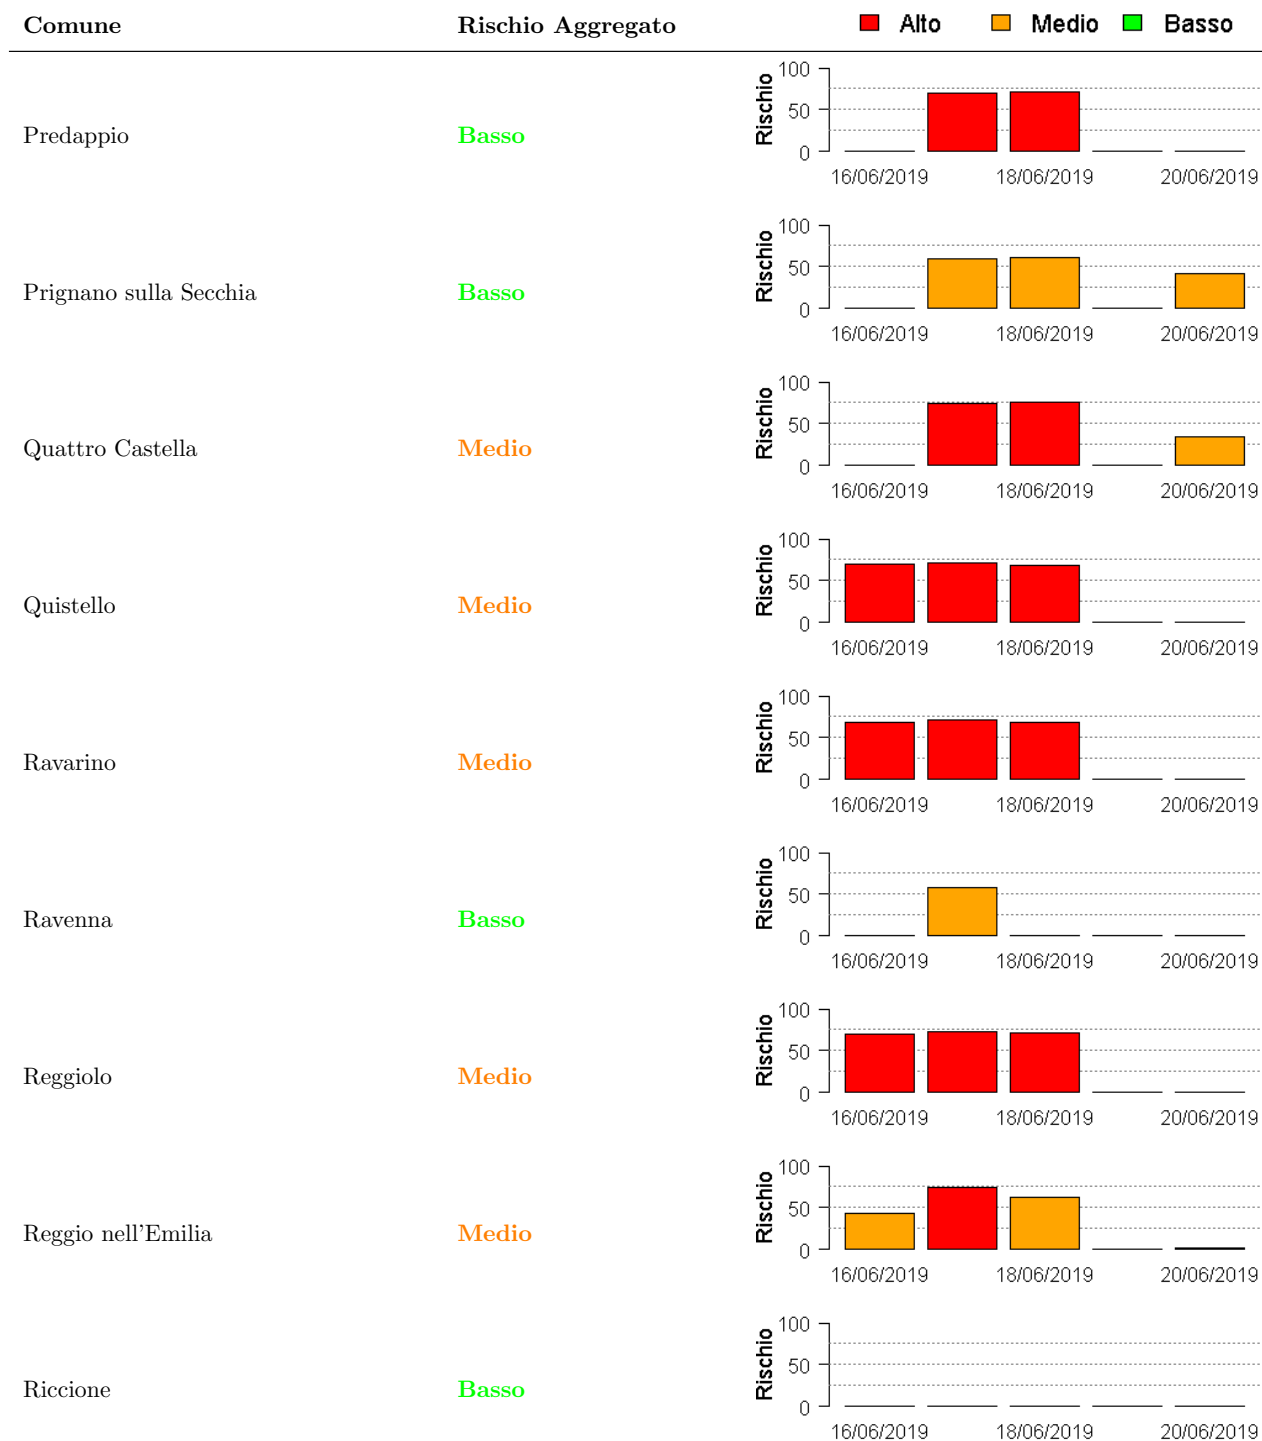 Comune Rischio Aggregato Alto Medio Basso
Predappio Basso
Rischio
100
50
0
16/06/2019 18/06/2019 20/06/2019
Prignano sulla Secchia Basso
Rischio
100
50
0
16/06/2019 18/06/2019 20/06/2019
Quattro Castella Medio
Rischio
100
50
0
16/06/2019 18/06/2019 20/06/2019
Quistello Medio
Rischio
100
50
0
16/06/2019 18/06/2019 20/06/2019
Ravarino Medio
Rischio
100
50
0
16/06/2019 18/06/2019 20/06/2019
Ravenna Basso
Rischio
100
50
0
16/06/2019 18/06/2019 20/06/2019
Reggiolo Medio
Rischio
100
50
0
16/06/2019 18/06/2019 20/06/2019
Reggio nell'Emilia Medio
Rischio
100
50
0
16/06/2019 18/06/2019 20/06/2019
Riccione Basso
Rischio
100
50
0
16/06/2019 18/06/2019 20/06/2019